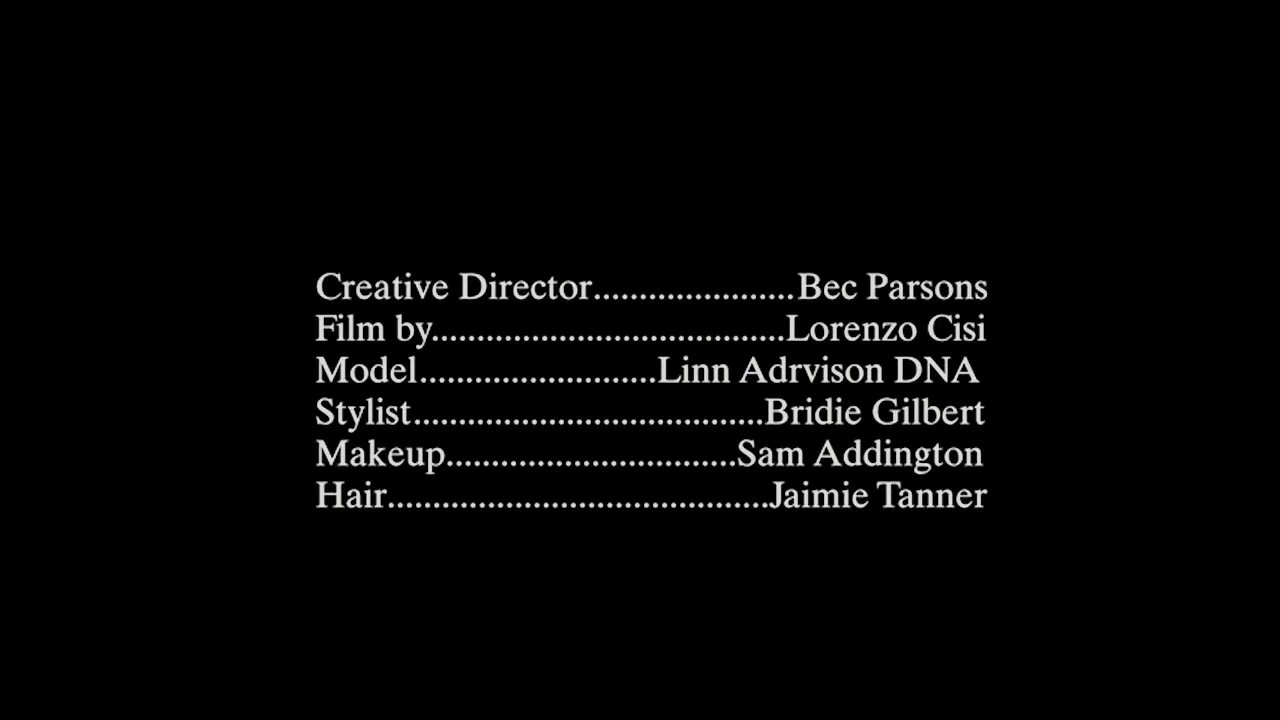 Creative Director......................Bec Parsons
Film by.......................................Lorenzo Cisi
Model..........................Linn Adrvison DNA
Stylist.......................................Bridie Gilbert
Makeup................................Sam Addington
Hair..........................................Jaimie Tanner